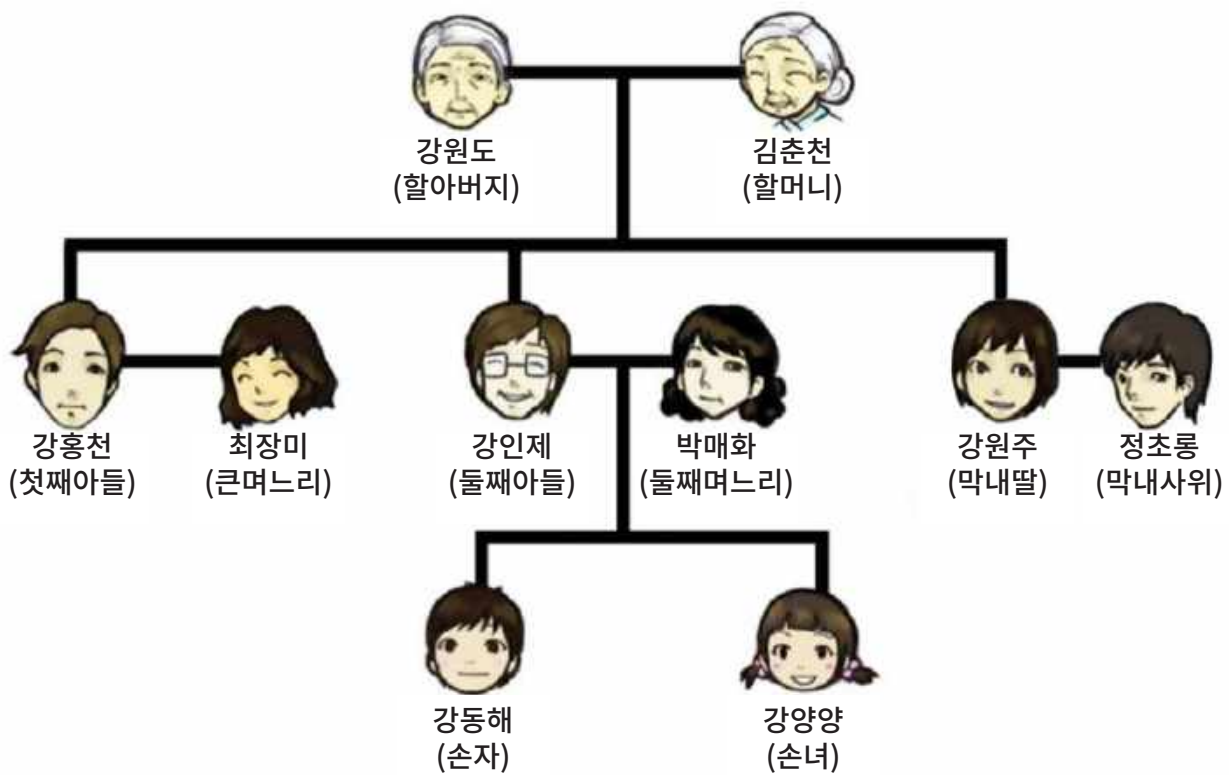 강원도
(할아버지)
김춘천
(할머니)
강홍천
(첫째아들)
최장미
(큰며느리)
강인제
(둘째아들)
박매화
(둘째며느리)
강원주
(막내딸)
정초롱
(막내사위)
강동해
(손자)
강양양
(손녀)